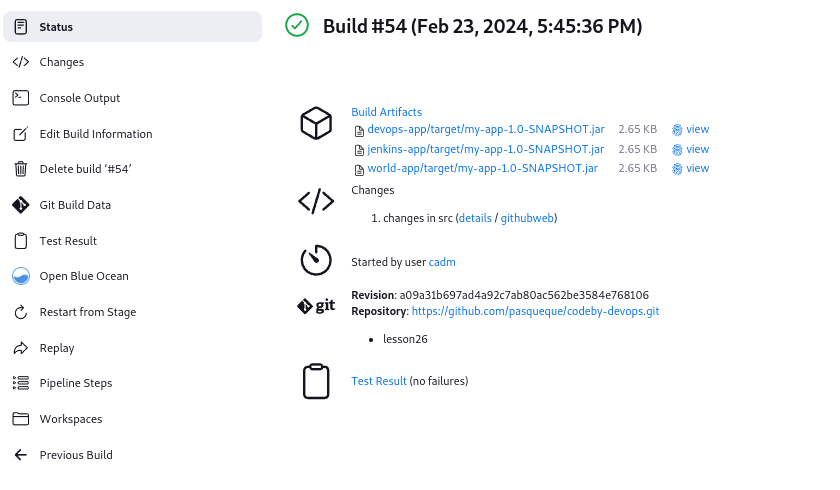 Status
Changes
Console Output
Edit Build Information
Delete build ‘#54’
Git Build Data
Test Result
Open Blue Ocean
Restart from Stage
Replay
Pipeline Steps
Workspaces
Previous Build
Build #54 (Feb 23, 2024, 5:45:36 PM)
Build Artifacts
devops-app/target/my-app-1.0-SNAPSHOT.jar 2.65 KB view
jenkins-app/target/my-app-1.0-SNAPSHOT.jar 2.65 KB view
world-app/target/my-app-1.0-SNAPSHOT.jar 2.65 KB view
Changes
1. changes in src (details / githubweb)
Started by user cadm
git
Revision: a09a31b697ad4a92c7ab80ac562be3584e768106
Repository: https://github.com/pasqueque/codeby-devops.git
• lesson26
Test Result (no failures)